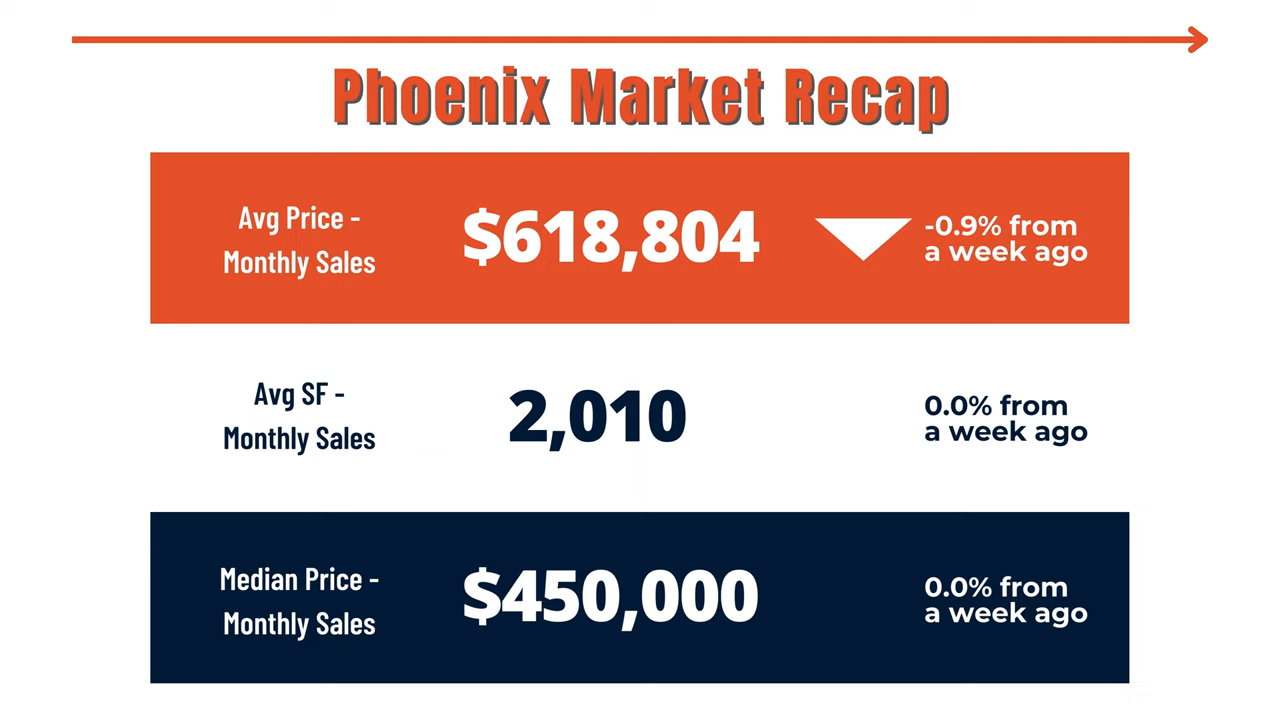 Phoenix Market Recap
Avg Price -
Monthly Sales
$618,804
-0.9% from
a week ago
Avg SF -
Monthly Sales
2,010
0.0% from
a week ago
Median Price -
Monthly Sales
$450,000
0.0% from
a week ago